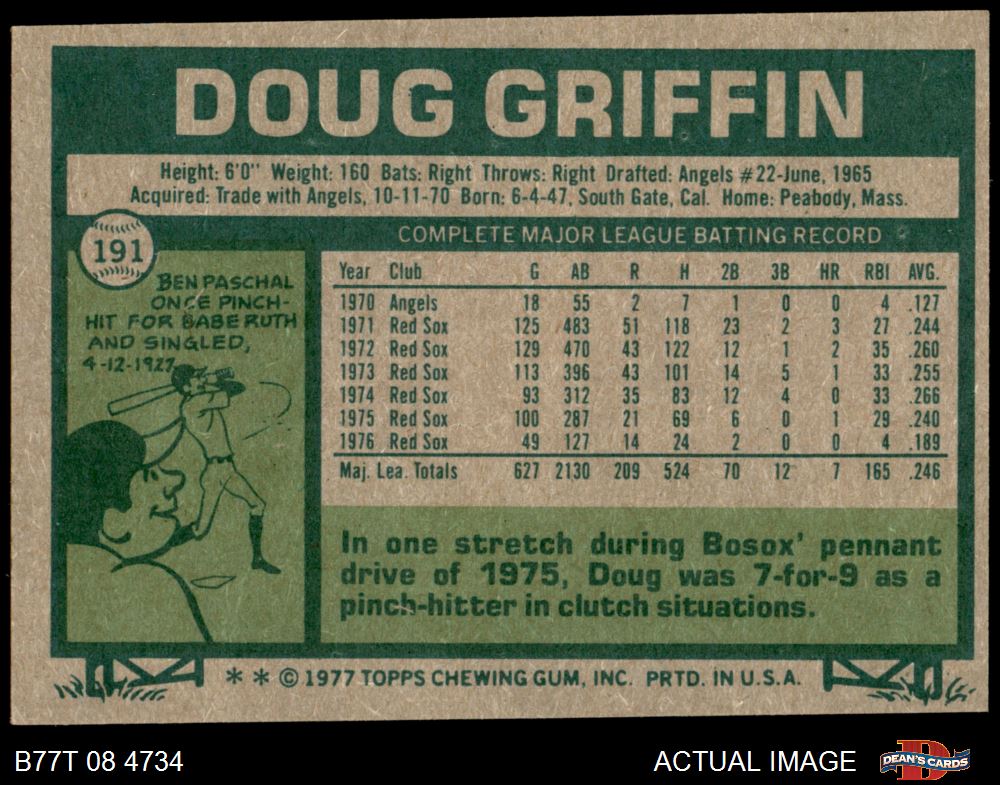 DOUG GRIFFIN
Height: 6'0" Weight: 160 Bats: Right Throws: Right Drafted: Angels #22-June, 1965
Acquired: Trade with Angels, 10-11-70 Born: 6-4-47, South Gate, Cal. Home: Peabody, Mass.
191
BEN PASCHAL
ONCE PINCH-
HIT FOR BABE RUTH
AND SINGLED,
4-12-1927.
COMPLETE MAJOR LEAGUE BATTING RECORD
Year Club G AB R H 2B 3B HR RBI AVG.
1970 Angels 18 55 2 7 1 0 0 4 .127
1971 Red Sox 125 483 51 118 23 2 3 27 .244
1972 Red Sox 129 470 43 122 12 1 2 35 .260
1973 Red Sox 113 396 43 101 14 5 1 33 .255
1974 Red Sox 93 312 35 83 12 4 0 33 .266
1975 Red Sox 100 287 21 69 6 0 1 29 .240
1976 Red Sox 49 127 14 24 2 0 0 4 .189
Maj. Lea. Totals 627 2130 209 524 70 12 7 165 .246
In one stretch during Bosox' pennant
drive of 1975, Doug was 7-for-9 as a
pinch-hitter in clutch situations.
* * © 1977 TOPPS CHEWING GUM, INC. PRTD. IN U.S.A.
B77T 08 4734
ACTUAL IMAGE
D
DEAN'S CARDS